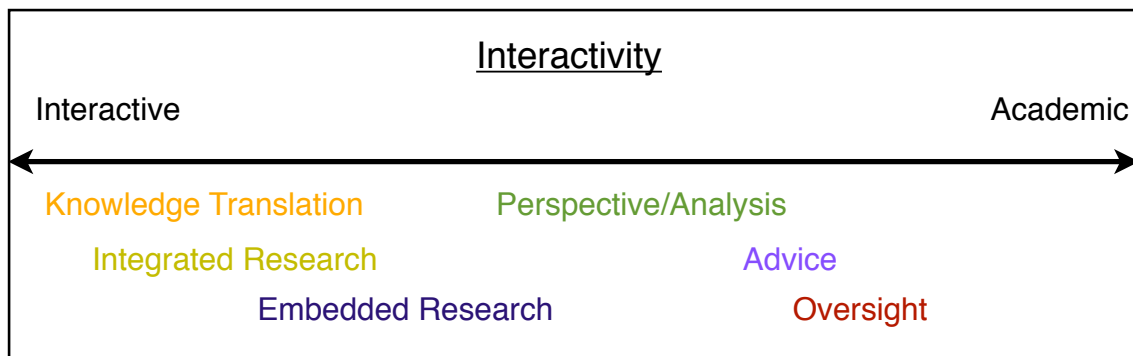 Interactivity
Interactive Academic
Knowledge Translation Perspective/Analysis
Integrated Research Advice
Embedded Research Oversight